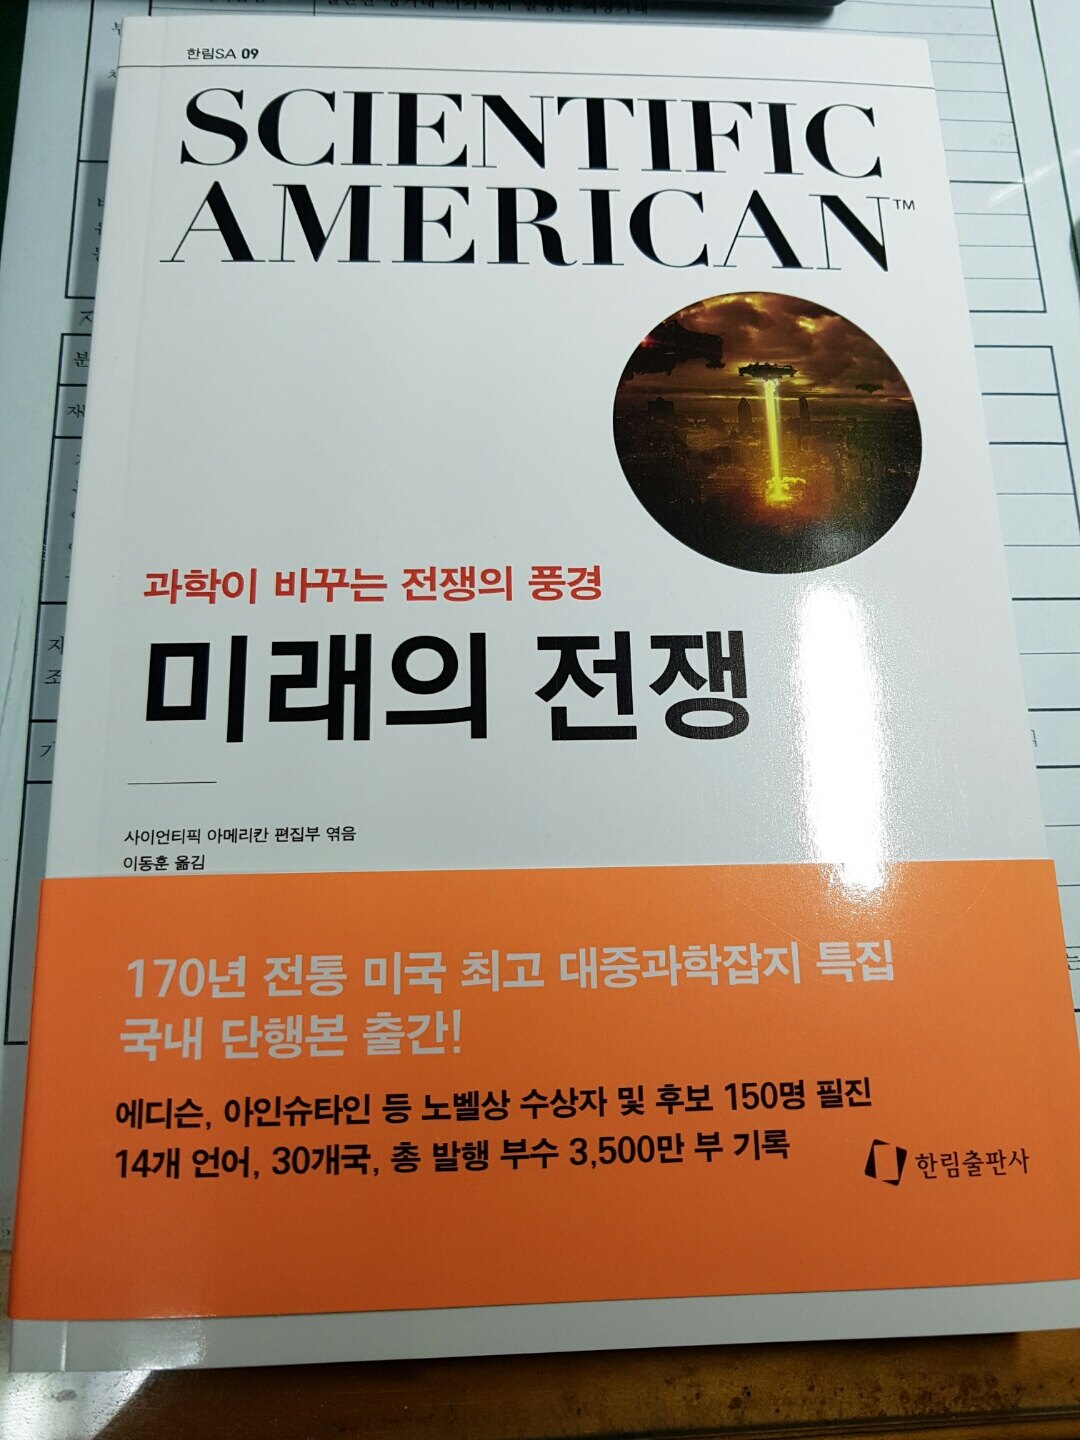 한림SA 09
SCIENTIFIC
AMERICAN™
과학이 바꾸는 전쟁의 풍경
미래의 전쟁
사이언티픽 아메리칸 편집부 엮음
이동훈 옮김
170년 전통 미국 최고 대중과학잡지 특집
국내 단행본 출간!
에디슨, 아인슈타인 등 노벨상 수상자 및 후보 150명 필진
14개 언어, 30개국, 총 발행 부수 3,500만 부 기록
한림출판사